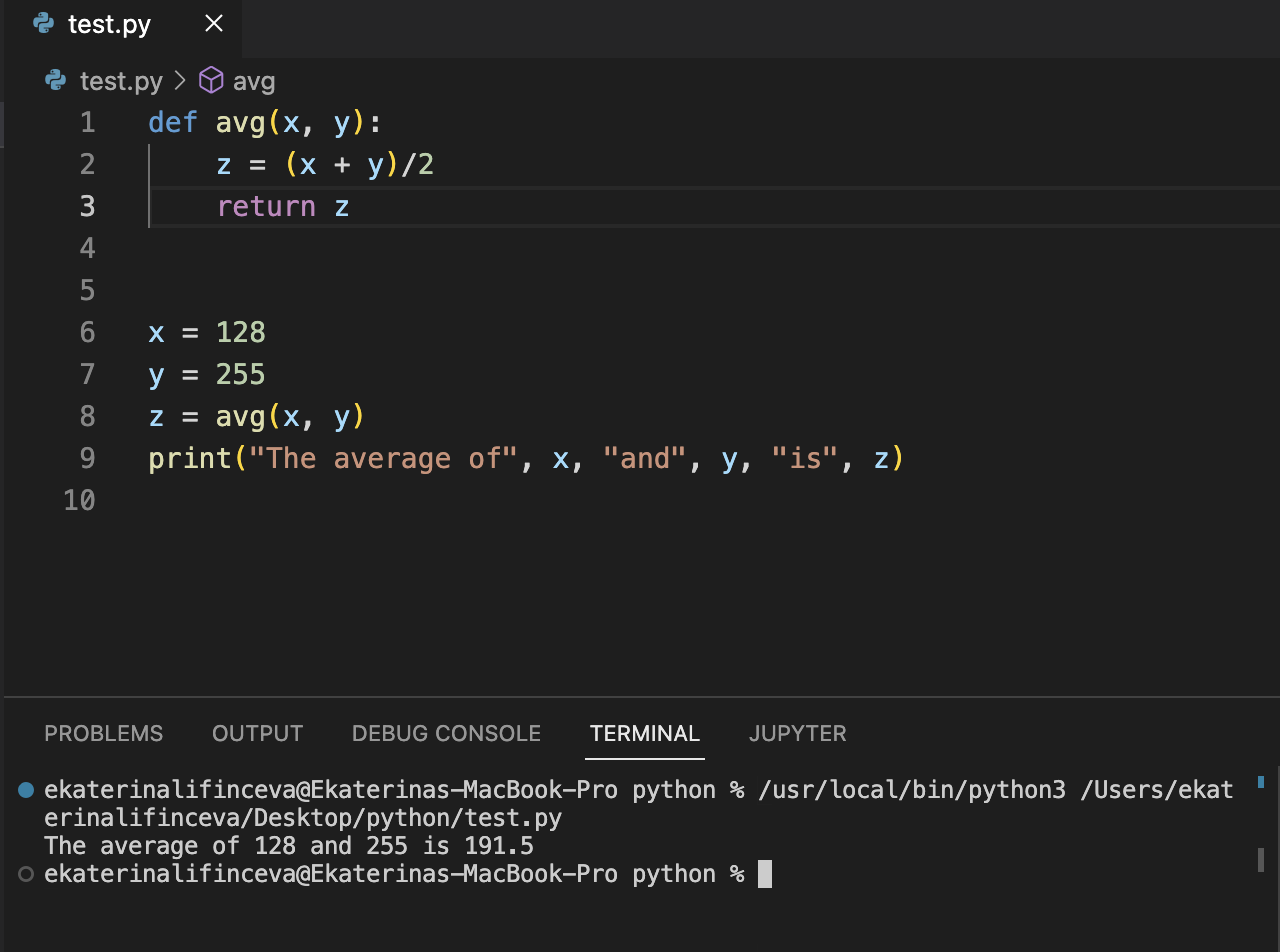 test.py
test.py > avg
1 def avg(x, y):
2     z = (x + y)/2
3     return z
4
5
6 x = 128
7 y = 255
8 z = avg(x, y)
9 print("The average of", x, "and", y, "is", z)
10
PROBLEMS OUTPUT DEBUG CONSOLE TERMINAL JUPYTER
ekaterinalifinceva@Ekaterinas-MacBook-Pro python % /usr/local/bin/python3 /Users/ekat
erinalifinceva/Desktop/python/test.py
The average of 128 and 255 is 191.5
ekaterinalifinceva@Ekaterinas-MacBook-Pro python %